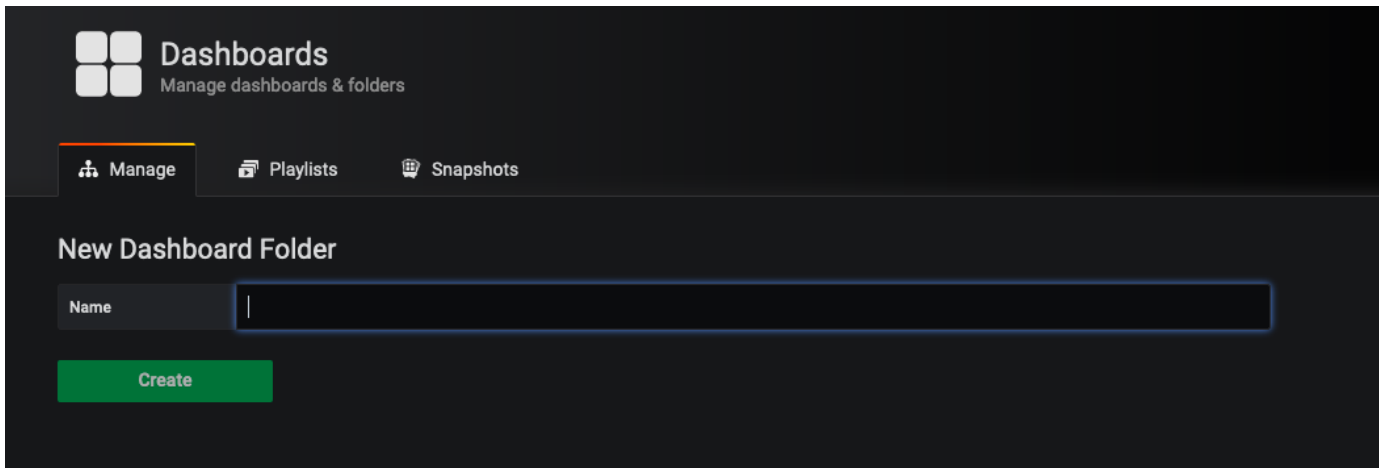 Dashboards
Manage dashboards & folders
Manage
Playlists
Snapshots
New Dashboard Folder
Name
Create